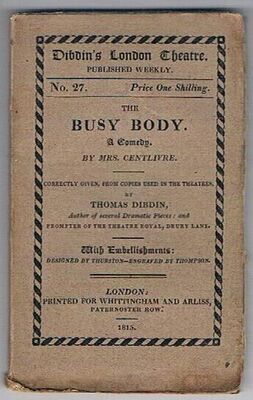 Dibdin's London Theatre.
PUBLISHED WEEKLY.
No. 27. Price One Shilling.
THE
BUSY BODY.
A Comedy.
BY MRS. CENTLIVRE.
CORRECTLY GIVEN, FROM COPIES USED IN THE THEATRES,
BY
THOMAS DIBDIN,
Author of several Dramatic Pieces: and
PROMPTER OF THE THEATRE ROYAL, DRURY LANE.
With Embellishments:
DESIGNED BY THURSTON—ENGRAVED BY THOMPSON.
LONDON:
PRINTED FOR WHITTINGHAM AND ARLISS,
PATERNOSTER ROW.
1815.